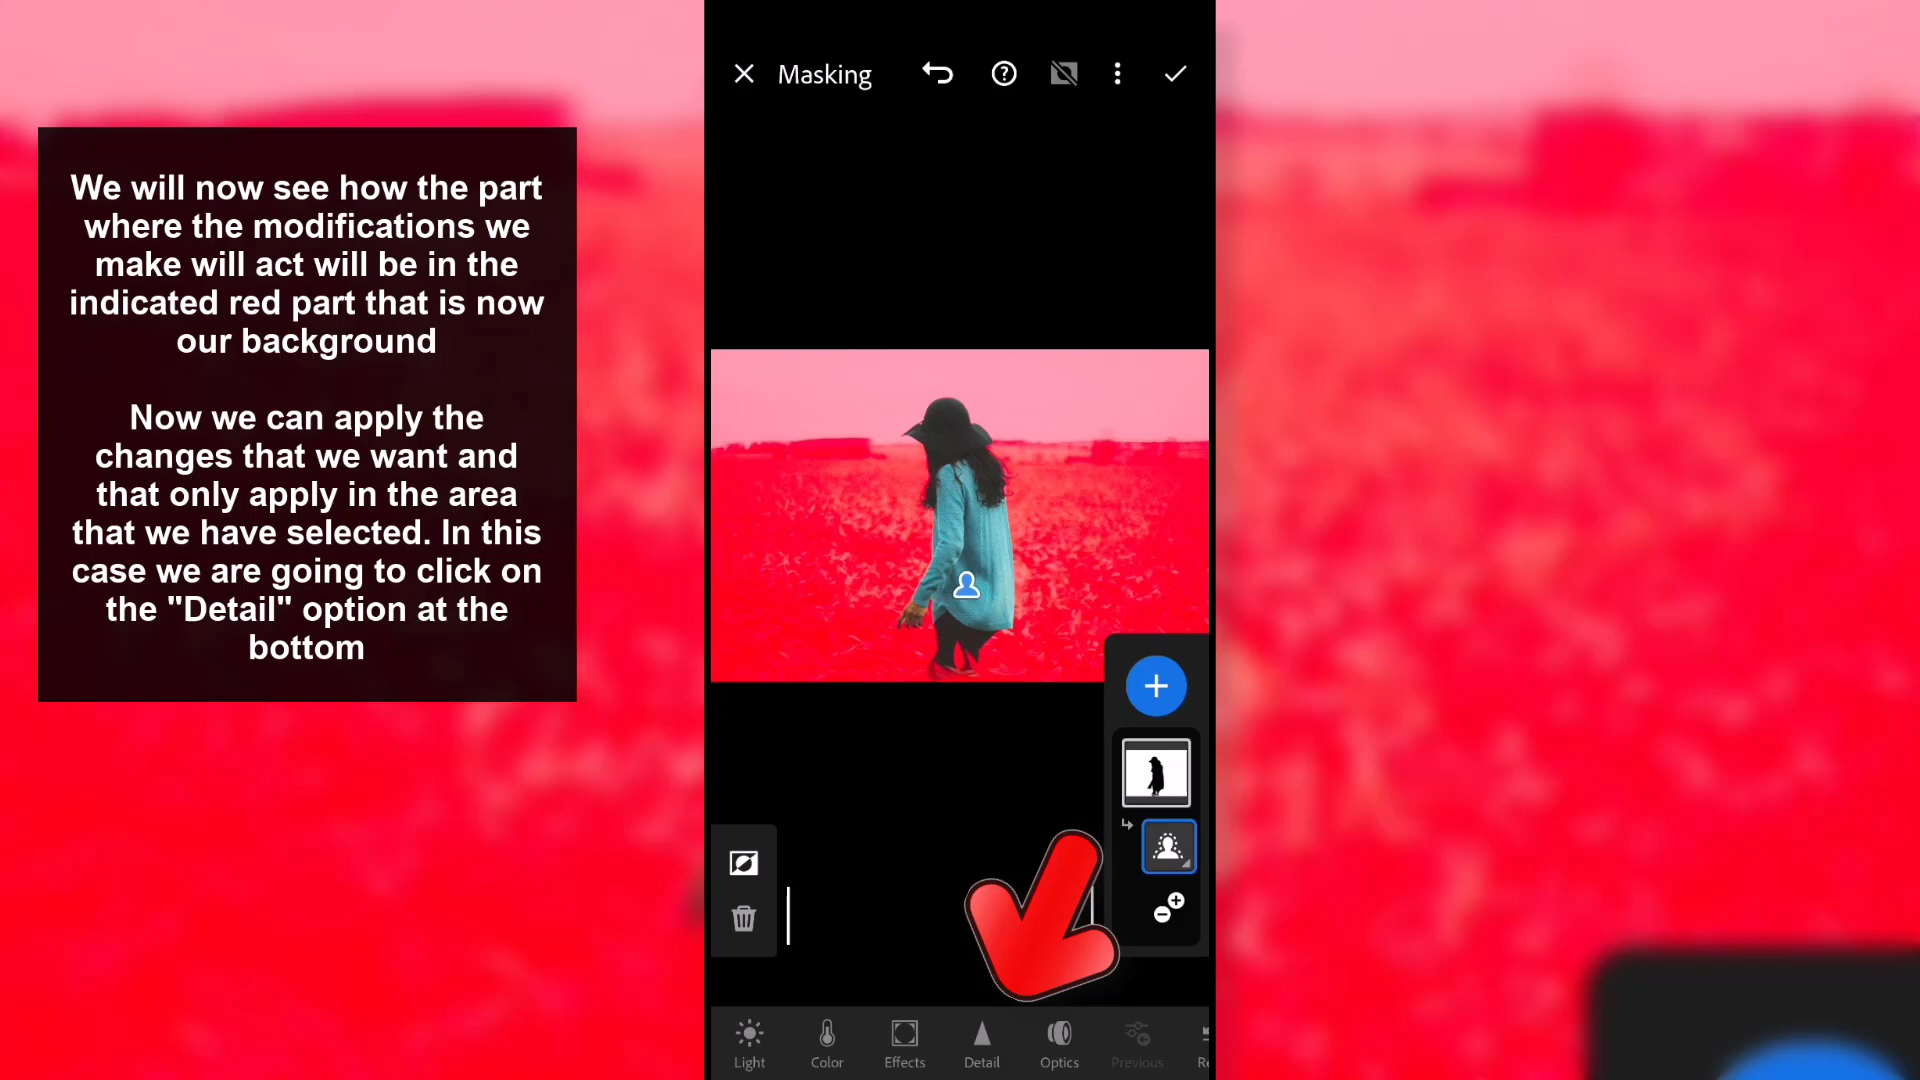 Masking
We will now see how the part
where the modifications we
make will act will be in the
indicated red part that is now
our background
Now we can apply the
changes that we want and
that only apply in the area
that we have selected. In this
case we are going to click on
the "Detail" option at the
bottom
Light
Color
Effects
Detail
Optics
Previous
Re